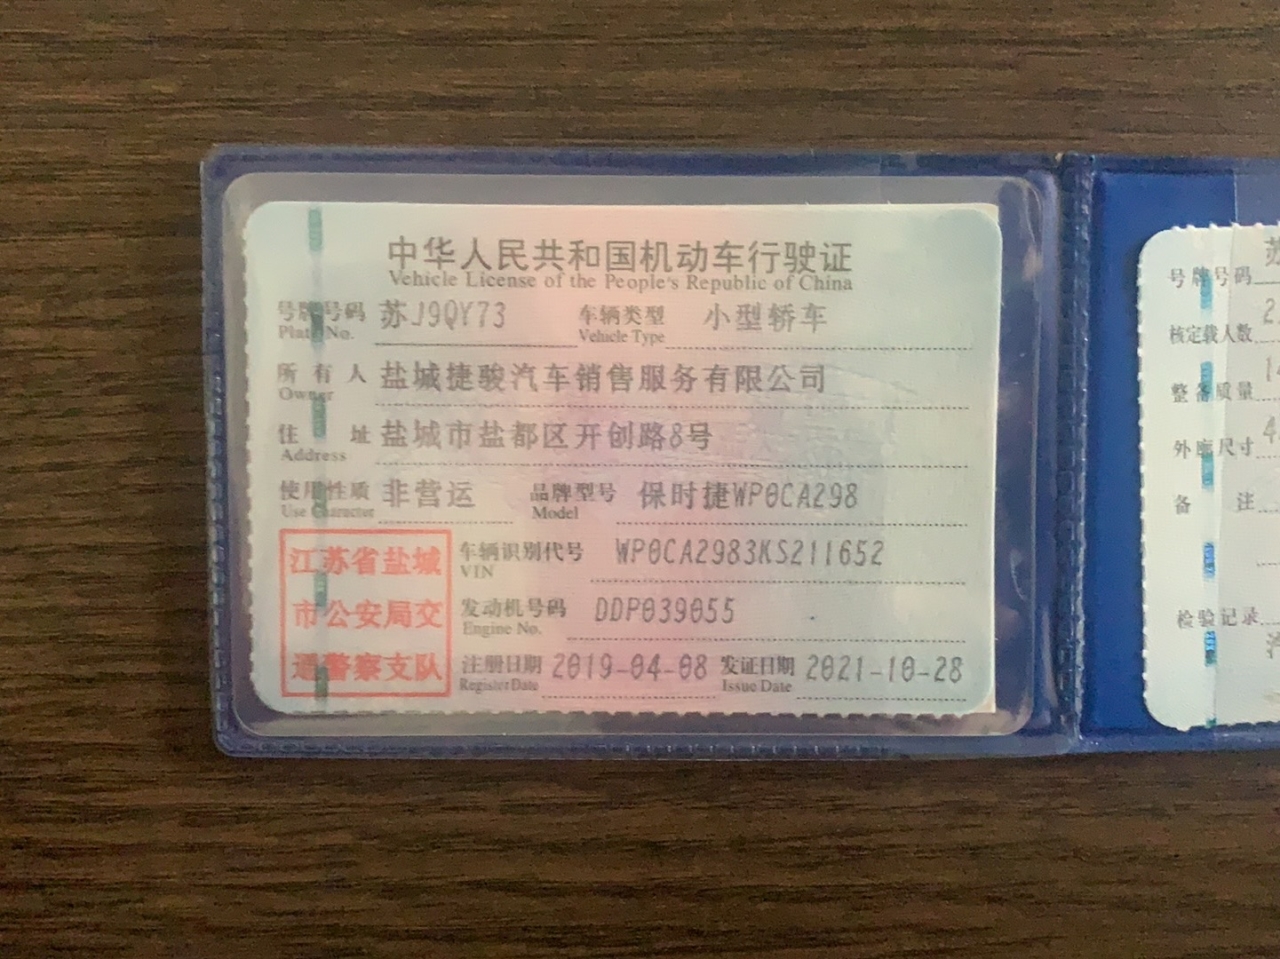 中华人民共和国机动车行驶证
Vehicle License of the People's Republic of China
号牌号码 苏J9QY73 车辆类型 小型轿车
Plate No. Vehicle Type
所有人 盐城捷骏汽车销售服务有限公司
Owner
住址 盐城市盐都区开创路8号
Address
使用性质 非营运 品牌型号 保时捷WP0CA298
Use Character Model
江苏省盐城
市公安局交
通警察支队
车辆识别代号 WP0CA2983KS211652
VIN
发动机号码 DDP039055
Engine No.
注册日期 2019-04-08 发证日期 2021-10-28
Register Date Issue Date
号牌号码 苏
核定载人数 2
整备质量 14
外廓尺寸 4
备注
检验记录